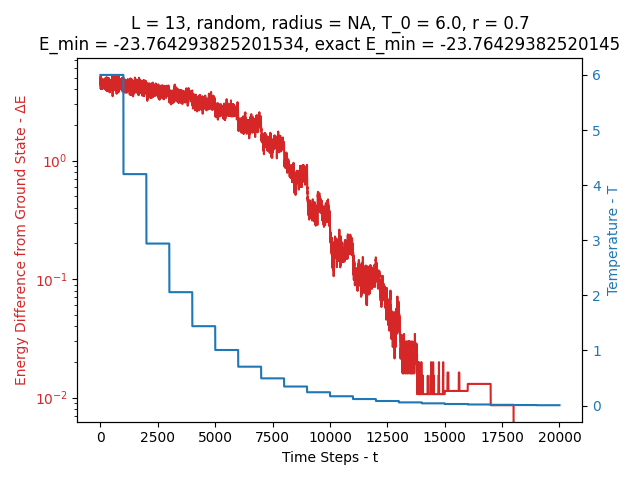 L = 13, random, radius = NA, T_0 = 6.0, r = 0.7
E_min = -23.764293825201534, exact E_min = -23.76429382520145
Energy Difference from Ground State - ΔE
10^0
10^-1
10^-2
0 2500 5000 7500 10000 12500 15000 17500 20000
Time Steps - t
6
5
4
3
2
1
0
Temperature - T